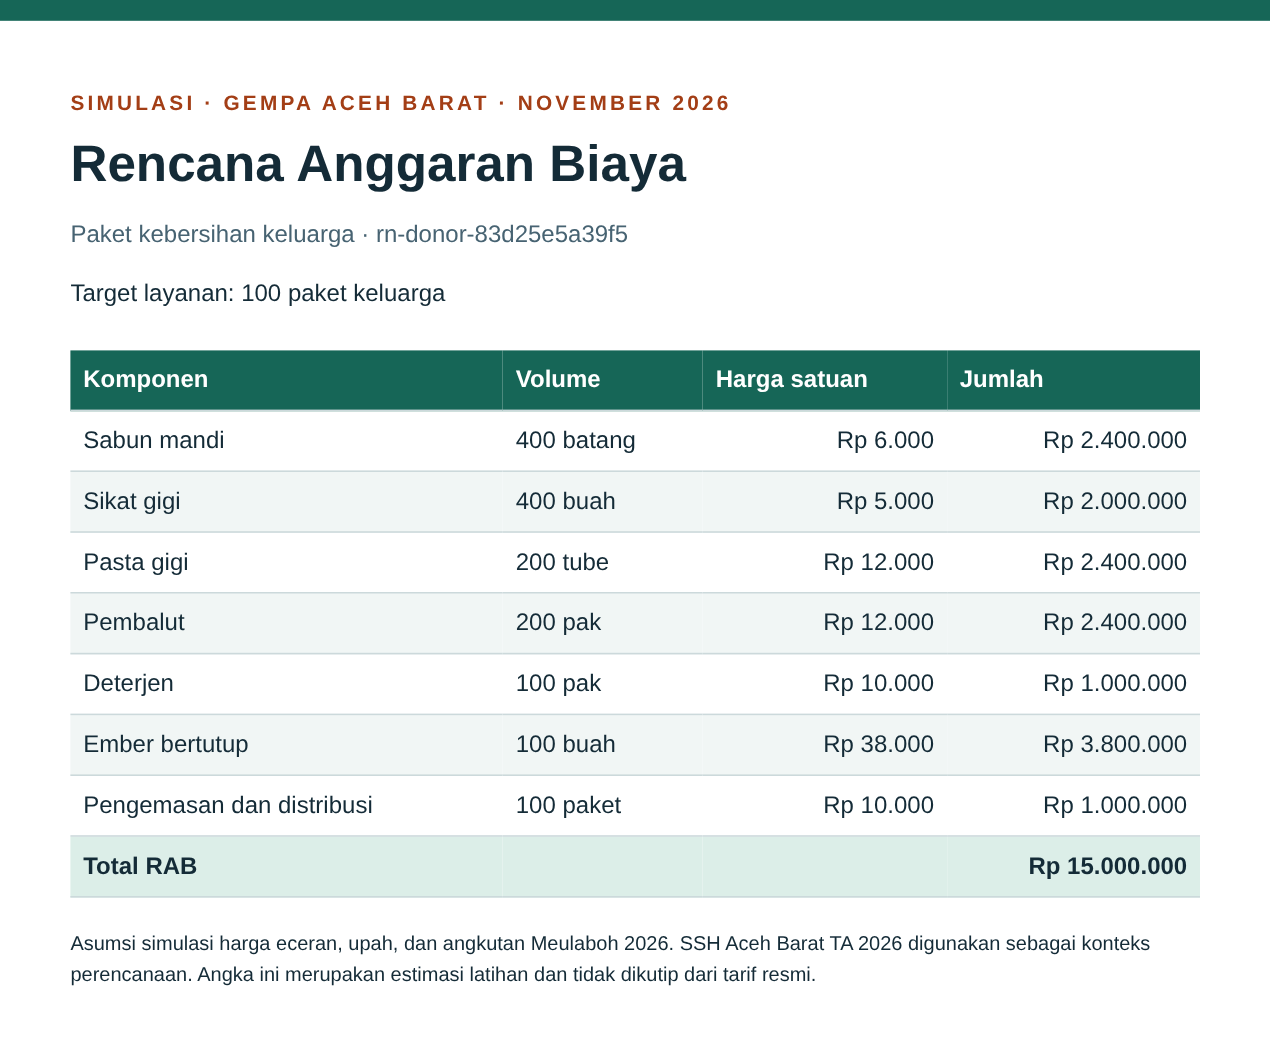 SIMULASI · GEMPA ACEH BARAT · NOVEMBER 2026
Rencana Anggaran Biaya
Paket kebersihan keluarga · rn-donor-83d25e5a39f5
Target layanan: 100 paket keluarga
Komponen Volume Harga satuan Jumlah
Sabun mandi 400 batang Rp 6.000 Rp 2.400.000
Sikat gigi 400 buah Rp 5.000 Rp 2.000.000
Pasta gigi 200 tube Rp 12.000 Rp 2.400.000
Pembalut 200 pak Rp 12.000 Rp 2.400.000
Deterjen 100 pak Rp 10.000 Rp 1.000.000
Ember bertutup 100 buah Rp 38.000 Rp 3.800.000
Pengemasan dan distribusi 100 paket Rp 10.000 Rp 1.000.000
Total RAB Rp 15.000.000
Asumsi simulasi harga eceran, upah, dan angkutan Meulaboh 2026. SSH Aceh Barat TA 2026 digunakan sebagai konteks
perencanaan. Angka ini merupakan estimasi latihan dan tidak dikutip dari tarif resmi.